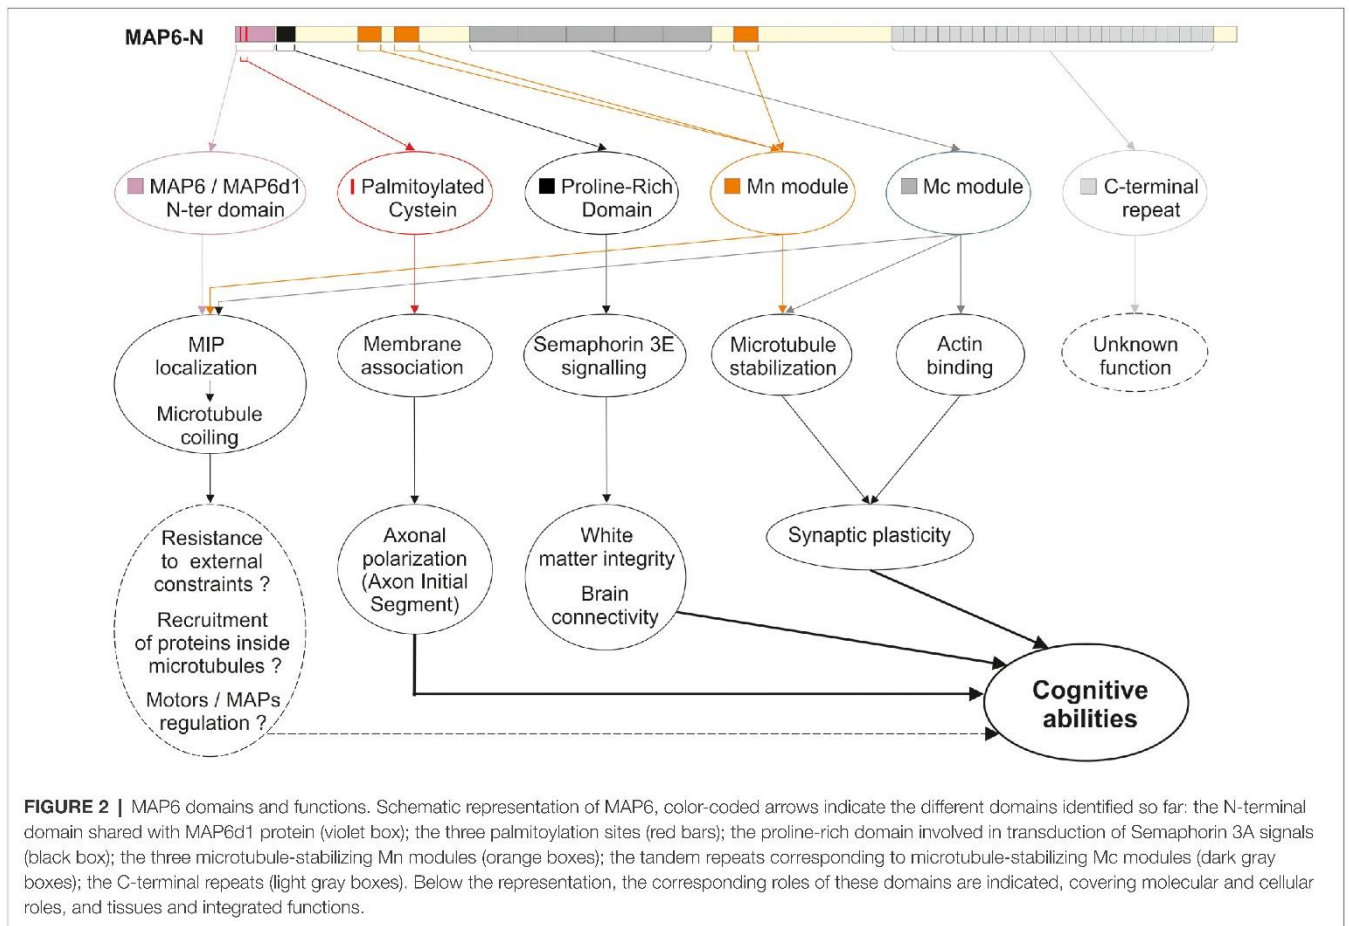 MAP6-N
MAP6 / MAP6d1
N-ter domain
Palmitoylated
Cystein
Proline-Rich
Domain
Mn module
Mc module
C-terminal
repeat
MIP
localization
Microtubule
coiling
Membrane
association
Semaphorin 3E
signalling
Microtubule
stabilization
Actin
binding
Unknown
function
Resistance
to external
constraints ?
Recruitment
of proteins inside
microtubules ?
Motors / MAPs
regulation ?
Axonal
polarization
(Axon Initial
Segment)
White
matter integrity
Brain
connectivity
Synaptic plasticity
Cognitive
abilities
FIGURE 2 | MAP6 domains and functions. Schematic representation of MAP6, color-coded arrows indicate the different domains identified so far: the N-terminal
domain shared with MAP6d1 protein (violet box); the three palmitoylation sites (red bars); the proline-rich domain involved in transduction of Semaphorin 3A signals
(black box); the three microtubule-stabilizing Mn modules (orange boxes); the tandem repeats corresponding to microtubule-stabilizing Mc modules (dark gray
boxes); the C-terminal repeats (light gray boxes). Below the representation, the corresponding roles of these domains are indicated, covering molecular and cellular
roles, and tissues and integrated functions.